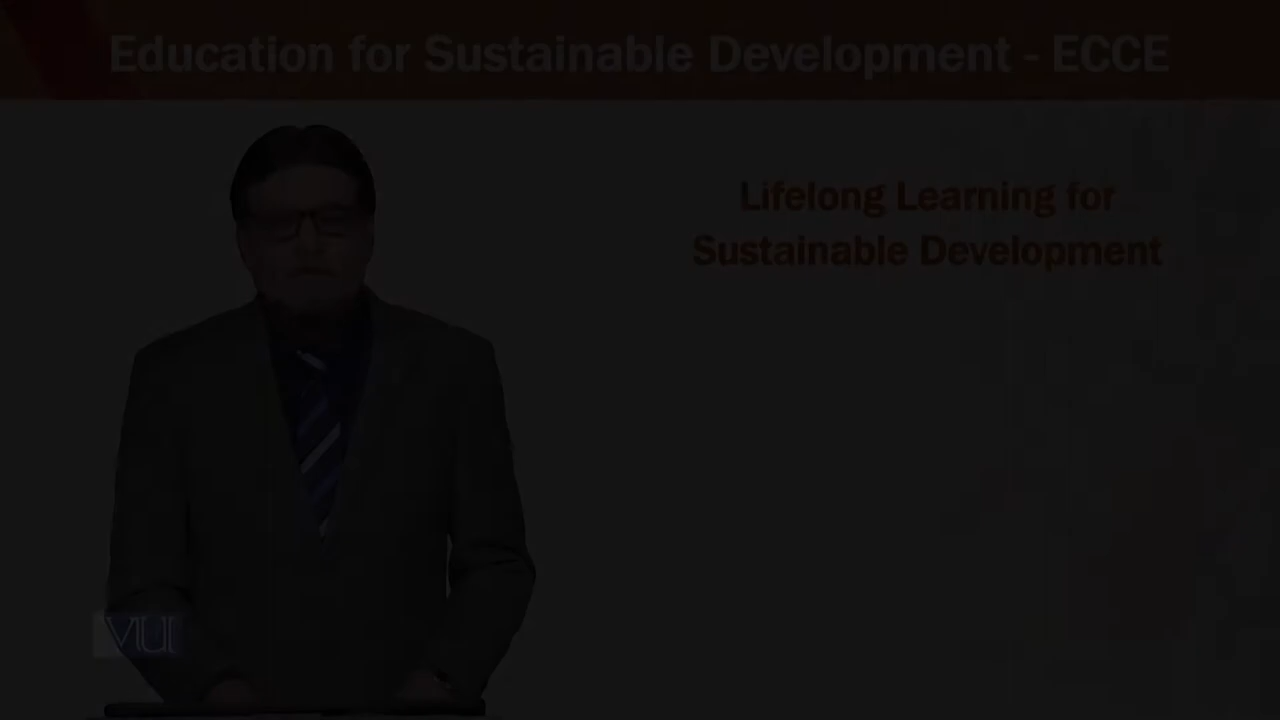 Education for Sustainable Development - ECCE
Lifelong Learning for
Sustainable Development
VU